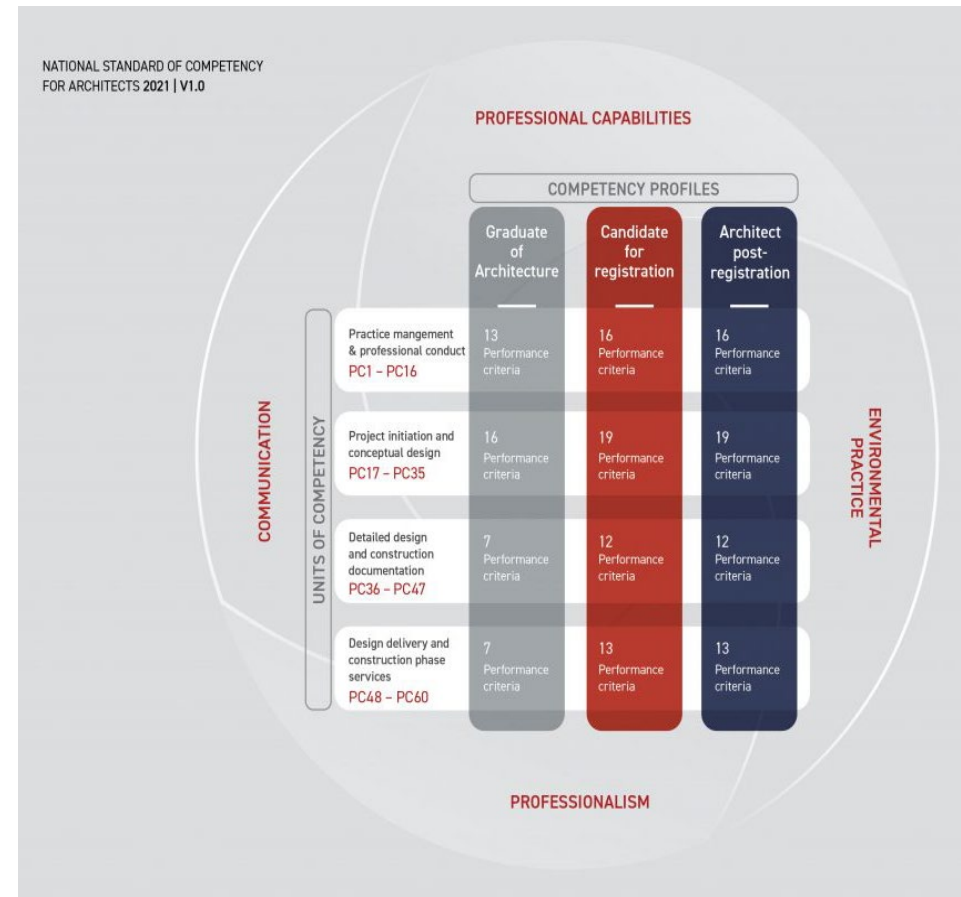 NATIONAL STANDARD OF COMPETENCY
FOR ARCHITECTS 2021 | V1.0
PROFESSIONAL CAPABILITIES
COMPETENCY PROFILES
Graduate
of
Architecture
Candidate
for
registration
Architect
post-
registration
COMMUNICATION
UNITS OF COMPETENCY
Practice mangement
& professional conduct
PC1 – PC16
13
Performance
criteria
16
Performance
criteria
16
Performance
criteria
Project initiation and
conceptual design
PC17 – PC35
16
Performance
criteria
19
Performance
criteria
19
Performance
criteria
Detailed design
and construction
documentation
PC36 – PC47
7
Performance
criteria
12
Performance
criteria
12
Performance
criteria
Design delivery and
construction phase
services
PC48 – PC60
7
Performance
criteria
13
Performance
criteria
13
Performance
criteria
ENVIRONMENTAL
PRACTICE
PROFESSIONALISM